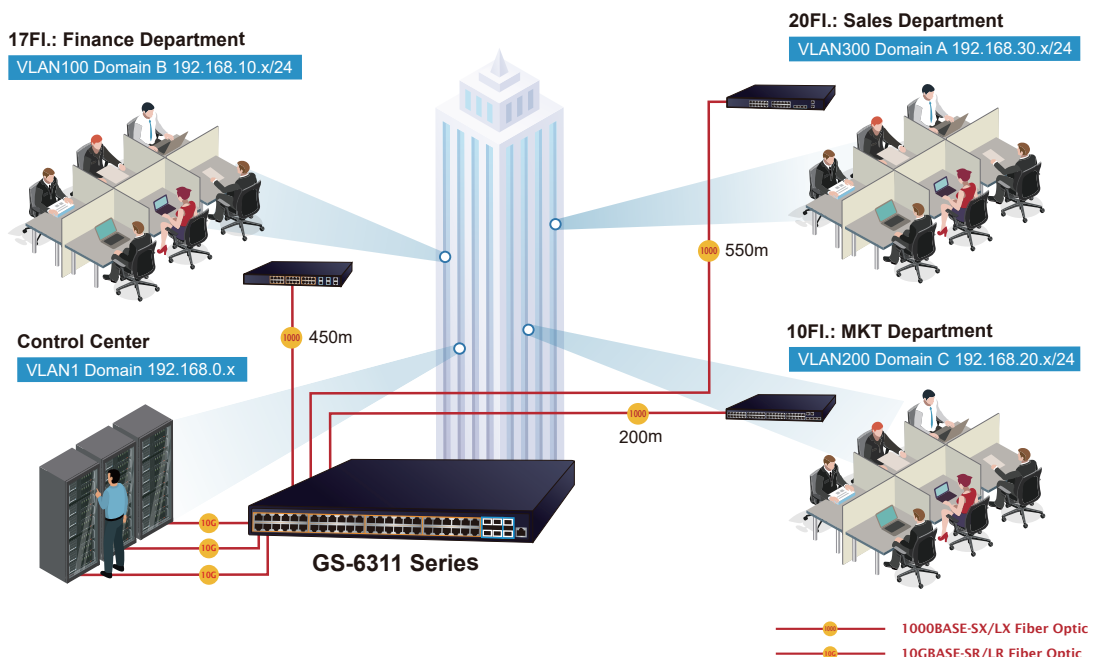 17Fl.: Finance Department
VLAN100 Domain B 192.168.10.x/24
20Fl.: Sales Department
VLAN300 Domain A 192.168.30.x/24
1000
550m
1000
450m
Control Center
VLAN1 Domain 192.168.0.x
10Fl.: MKT Department
VLAN200 Domain C 192.168.20.x/24
1000
200m
10G
10G
10G
GS-6311 Series
1000
1000BASE-SX/LX Fiber Optic
10G
10GBASE-SR/LR Fiber Optic